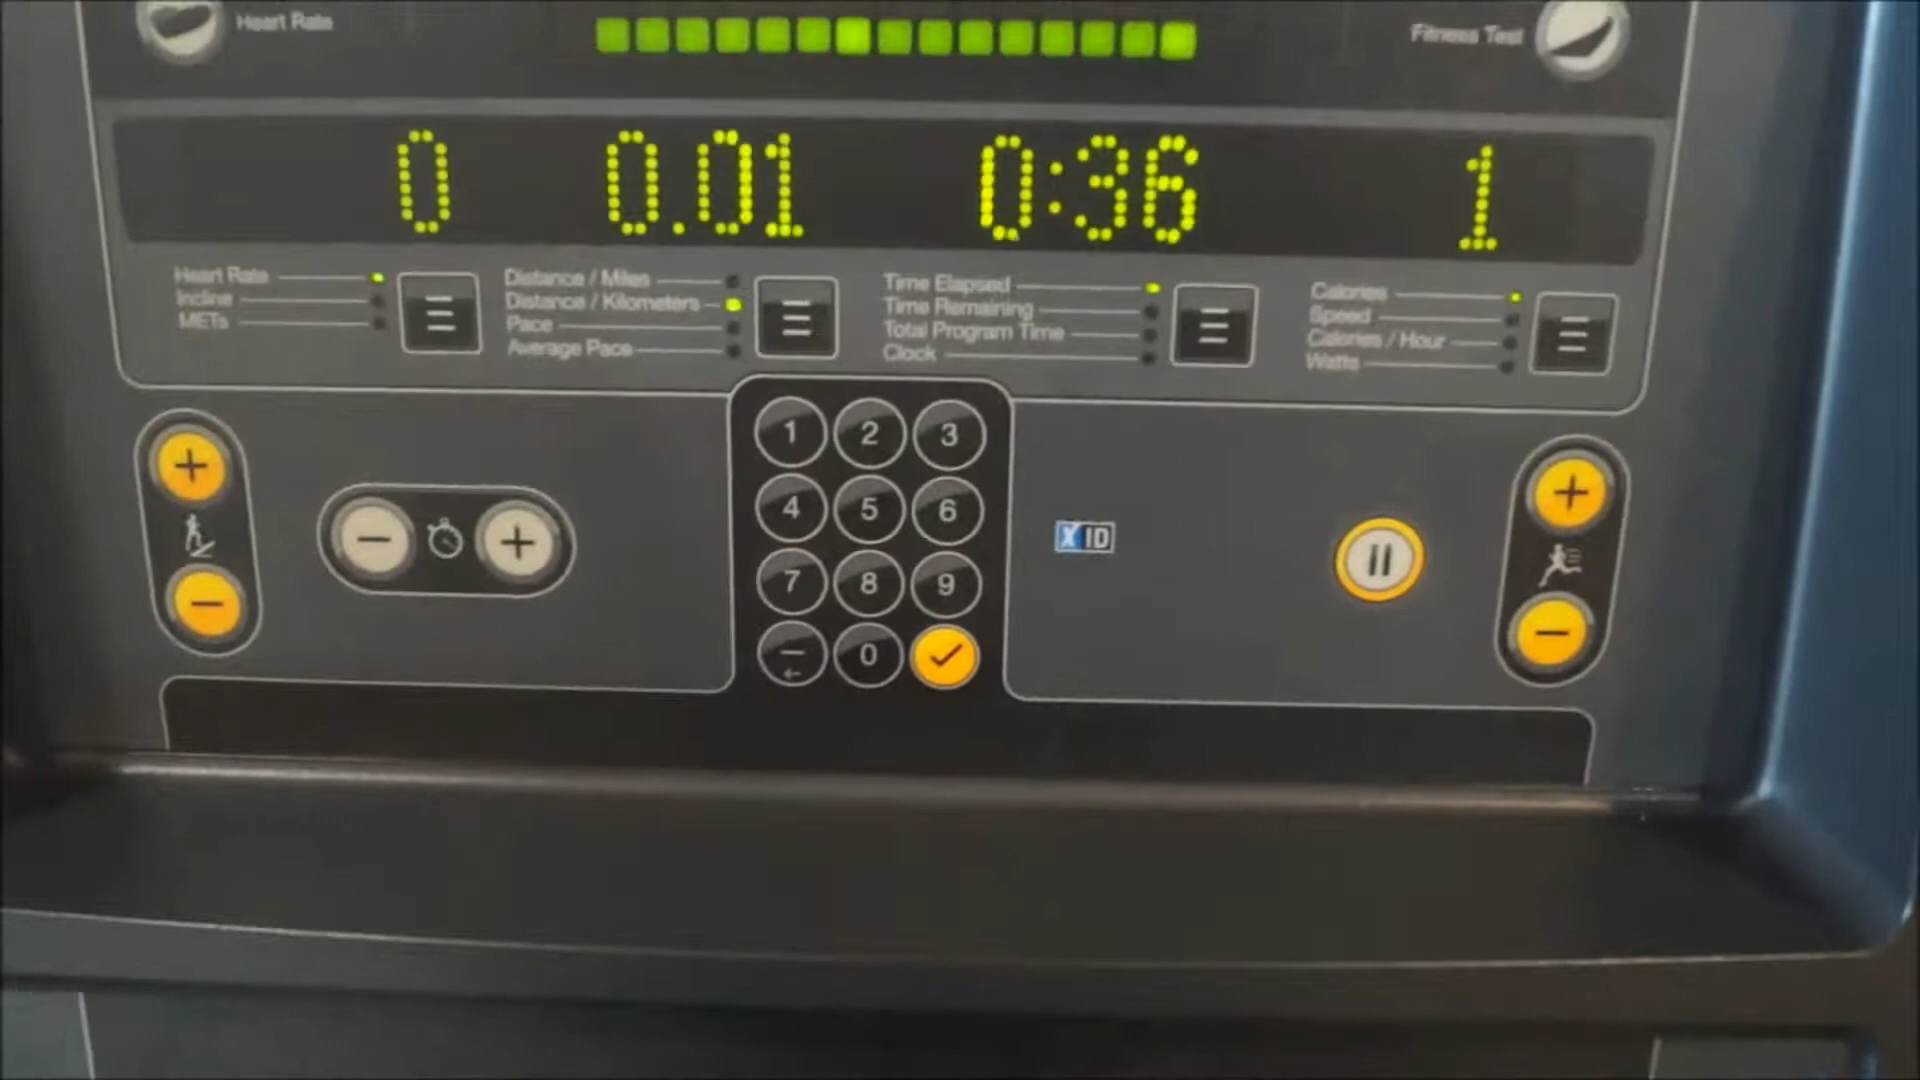 Heart Rate
Fitness Test
0 0.01 0:36 1
Heart Rate
Incline
METs
Distance / Miles
Distance / Kilometers
Pace
Average Pace
Time Elapsed
Time Remaining
Total Program Time
Clock
Calories
Speed
Calories / Hour
Watts
1 2 3
4 5 6
7 8 9
0
X ID